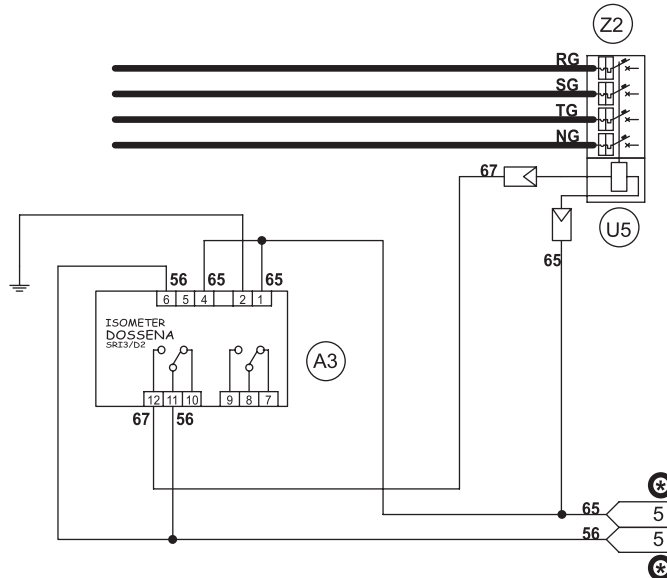 Z2
RG
SG
TG
NG
67
U5
65
56 65 65
6 5 4 2 1
ISOMETER
DOSSENA
SRI3/D2
A3
12 11 10 9 8 7
67 56
65 5
56 5